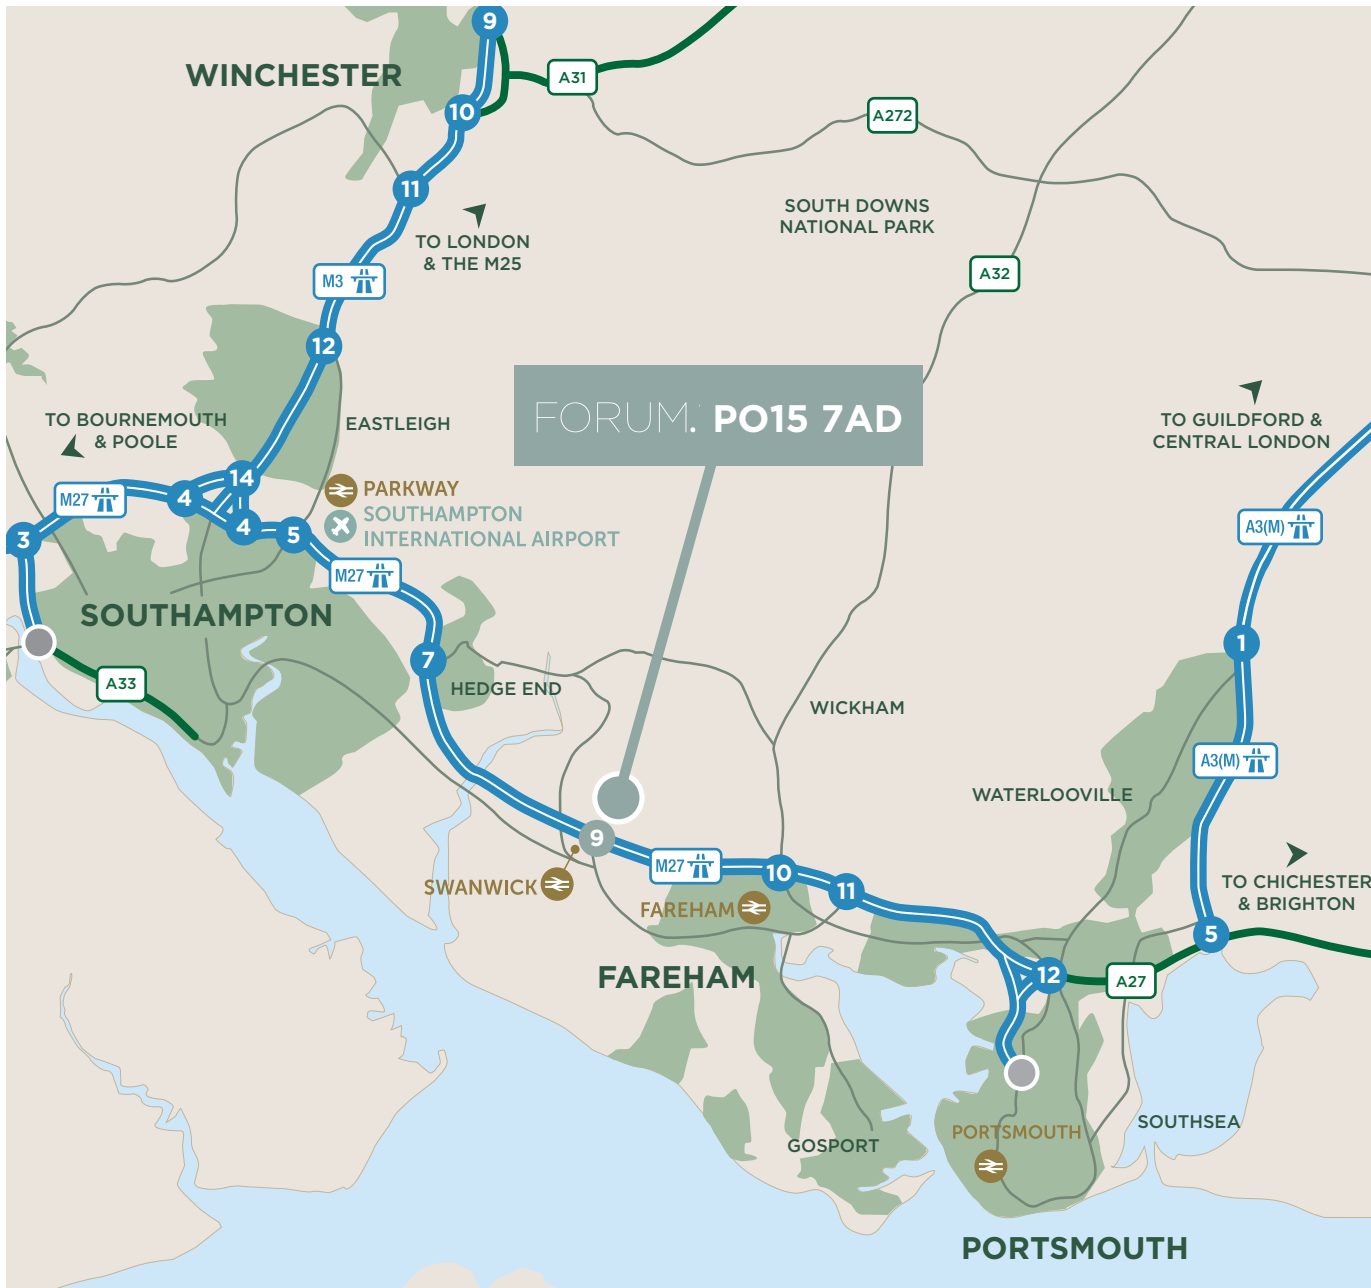 9
WINCHESTER
A31
10
A272
11
SOUTH DOWNS
NATIONAL PARK
TO LONDON
& THE M25
M3
A32
12
FORUM. PO15 7AD
TO BOURNEMOUTH
& POOLE
EASTLEIGH
TO GUILDFORD &
CENTRAL LONDON
14
PARKWAY
M27
4
SOUTHAMPTON
INTERNATIONAL AIRPORT
4
5
3
A3(M)
M27
SOUTHAMPTON
1
7
A33
HEDGE END
WICKHAM
A3(M)
WATERLOOVILLE
9
M27
10
11
SWANWICK
FAREHAM
TO CHICHESTER
& BRIGHTON
5
FAREHAM
12
A27
PORTSMOUTH
SOUTHSEA
GOSPORT
PORTSMOUTH